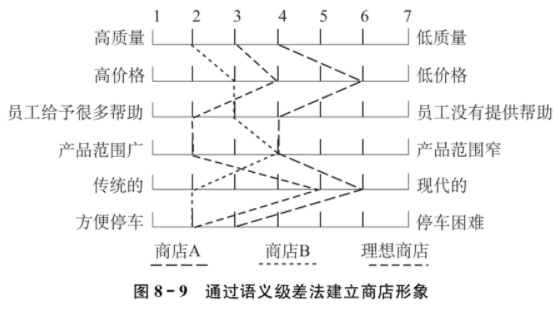 1 2 3 4 5 6 7
高质量 低质量
高价格 低价格
员工给予很多帮助 员工没有提供帮助
产品范围广 产品范围窄
传统的 现代的
方便停车 停车困难
商店A 商店B 理想商店
图 8-9 通过语义级差法建立商店形象